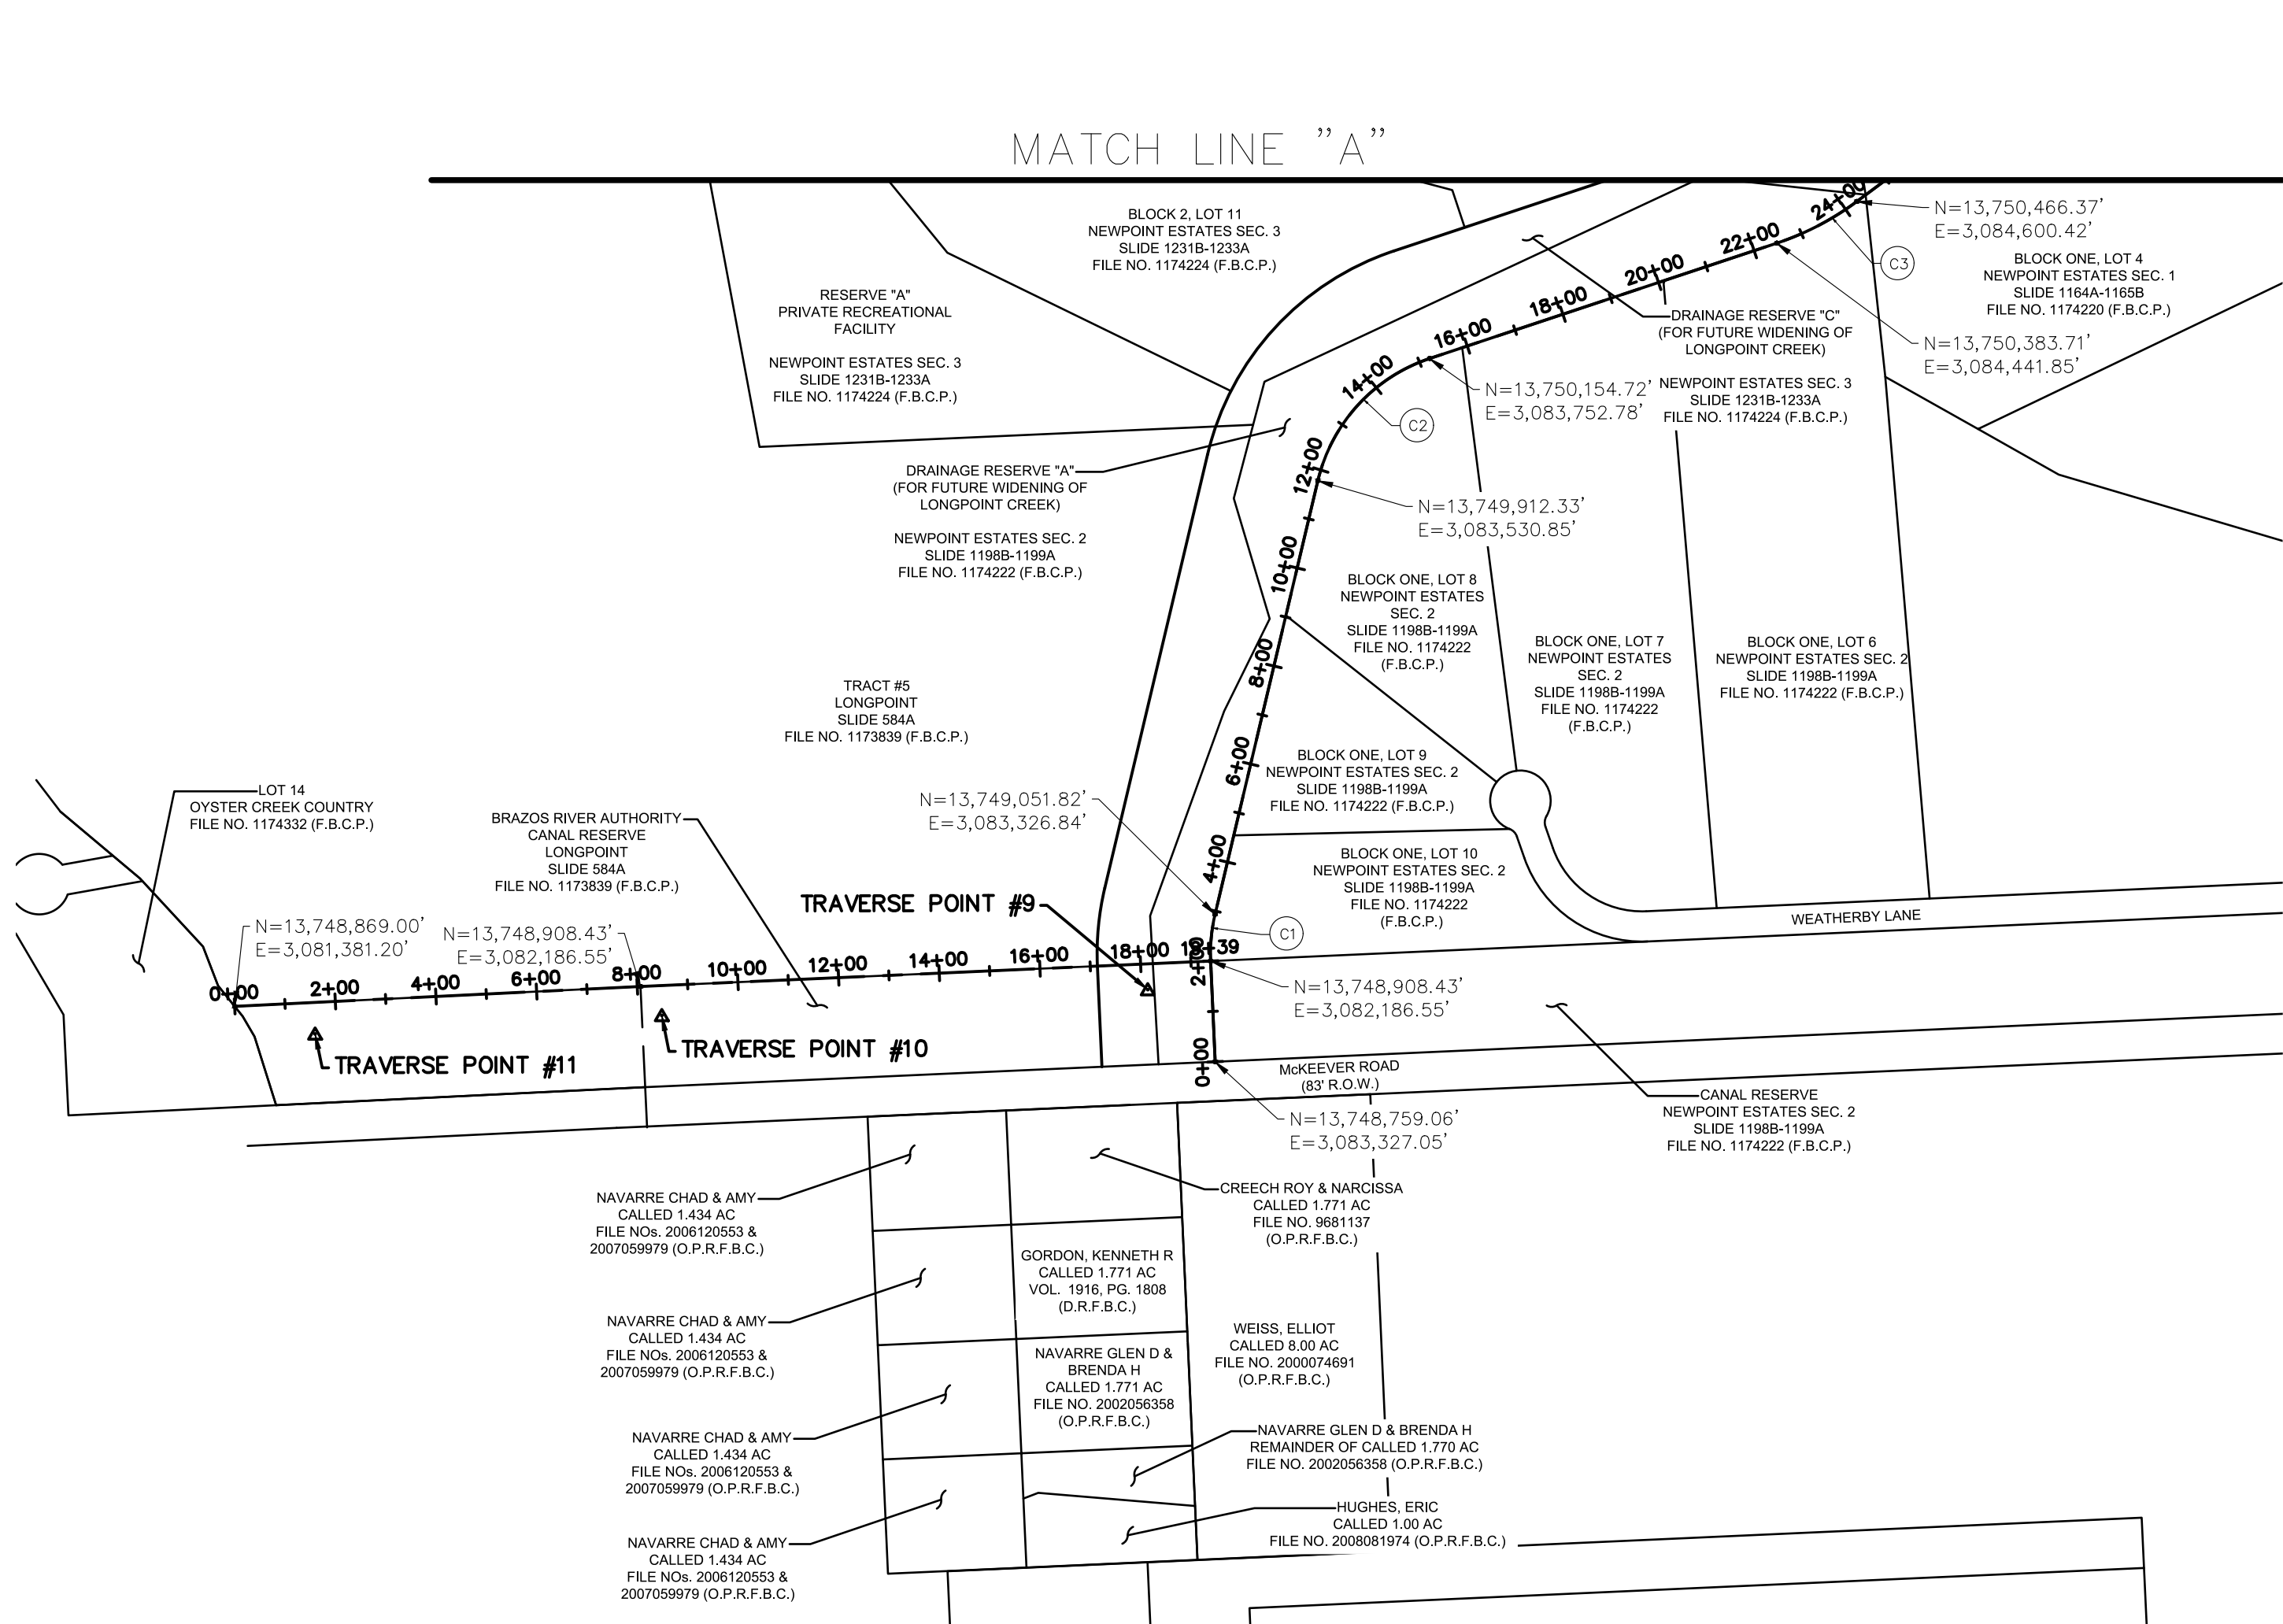 MATCH LINE "A"
BLOCK 2, LOT 11
NEWPOINT ESTATES SEC. 3
SLIDE 1231B-1233A
FILE NO. 1174224 (F.B.C.P.)
RESERVE "A"
PRIVATE RECREATIONAL
FACILITY
NEWPOINT ESTATES SEC. 3
SLIDE 1231B-1233A
FILE NO. 1174224 (F.B.C.P.)
24+00
N=13,750,466.37'
E=3,084,600.42'
22+00
C3
BLOCK ONE, LOT 4
NEWPOINT ESTATES SEC. 1
SLIDE 1164A-1165B
FILE NO. 1174220 (F.B.C.P.)
20+00
18+00
16+00
14+00
DRAINAGE RESERVE "C"
(FOR FUTURE WIDENING OF
LONGPOINT CREEK)
NEWPOINT ESTATES SEC. 3
SLIDE 1231B-1233A
FILE NO. 1174224 (F.B.C.P.)
N=13,750,383.71'
E=3,084,441.85'
N=13,750,154.72'
E=3,083,752.78'
C2
12+00
DRAINAGE RESERVE "A"
(FOR FUTURE WIDENING OF
LONGPOINT CREEK)
NEWPOINT ESTATES SEC. 2
SLIDE 1198B-1199A
FILE NO. 1174222 (F.B.C.P.)
N=13,749,912.33'
E=3,083,530.85'
10+00
BLOCK ONE, LOT 8
NEWPOINT ESTATES
SEC. 2
SLIDE 1198B-1199A
FILE NO. 1174222
(F.B.C.P.)
BLOCK ONE, LOT 7
NEWPOINT ESTATES
SEC. 2
SLIDE 1198B-1199A
FILE NO. 1174222
(F.B.C.P.)
BLOCK ONE, LOT 6
NEWPOINT ESTATES SEC. 2
SLIDE 1198B-1199A
FILE NO. 1174222 (F.B.C.P.)
8+00
TRACT #5
LONGPOINT
SLIDE 584A
FILE NO. 1173839 (F.B.C.P.)
6+00
BLOCK ONE, LOT 9
NEWPOINT ESTATES SEC. 2
SLIDE 1198B-1199A
FILE NO. 1174222 (F.B.C.P.)
LOT 14
OYSTER CREEK COUNTRY
FILE NO. 1174332 (F.B.C.P.)
BRAZOS RIVER AUTHORITY
CANAL RESERVE
LONGPOINT
SLIDE 584A
FILE NO. 1173839 (F.B.C.P.)
N=13,749,051.82'
E=3,083,326.84'
4+00
BLOCK ONE, LOT 10
NEWPOINT ESTATES SEC. 2
SLIDE 1198B-1199A
FILE NO. 1174222
(F.B.C.P.)
TRAVERSE POINT #9
WEATHERBY LANE
N=13,748,869.00'
E=3,081,381.20'
N=13,748,908.43'
E=3,082,186.55'
C1
0+00
2+00
4+00
6+00
8+00
10+00
12+00
14+00
16+00
18+00
18+39
2+00
N=13,748,908.43'
E=3,082,186.55'
TRAVERSE POINT #11
TRAVERSE POINT #10
0+00
McKEEVER ROAD
(83' R.O.W.)
N=13,748,759.06'
E=3,083,327.05'
CANAL RESERVE
NEWPOINT ESTATES SEC. 2
SLIDE 1198B-1199A
FILE NO. 1174222 (F.B.C.P.)
NAVARRE CHAD & AMY
CALLED 1.434 AC
FILE NOs. 2006120553 &
2007059979 (O.P.R.F.B.C.)
CREECH ROY & NARCISSA
CALLED 1.771 AC
FILE NO. 9681137
(O.P.R.F.B.C.)
GORDON, KENNETH R
CALLED 1.771 AC
VOL. 1916, PG. 1808
(D.R.F.B.C.)
NAVARRE CHAD & AMY
CALLED 1.434 AC
FILE NOs. 2006120553 &
2007059979 (O.P.R.F.B.C.)
WEISS, ELLIOT
CALLED 8.00 AC
FILE NO. 2000074691
(O.P.R.F.B.C.)
NAVARRE GLEN D &
BRENDA H
CALLED 1.771 AC
FILE NO. 2002056358
(O.P.R.F.B.C.)
NAVARRE CHAD & AMY
CALLED 1.434 AC
FILE NOs. 2006120553 &
2007059979 (O.P.R.F.B.C.)
NAVARRE GLEN D & BRENDA H
REMAINDER OF CALLED 1.770 AC
FILE NO. 2002056358 (O.P.R.F.B.C.)
HUGHES, ERIC
CALLED 1.00 AC
FILE NO. 2008081974 (O.P.R.F.B.C.)
NAVARRE CHAD & AMY
CALLED 1.434 AC
FILE NOs. 2006120553 &
2007059979 (O.P.R.F.B.C.)